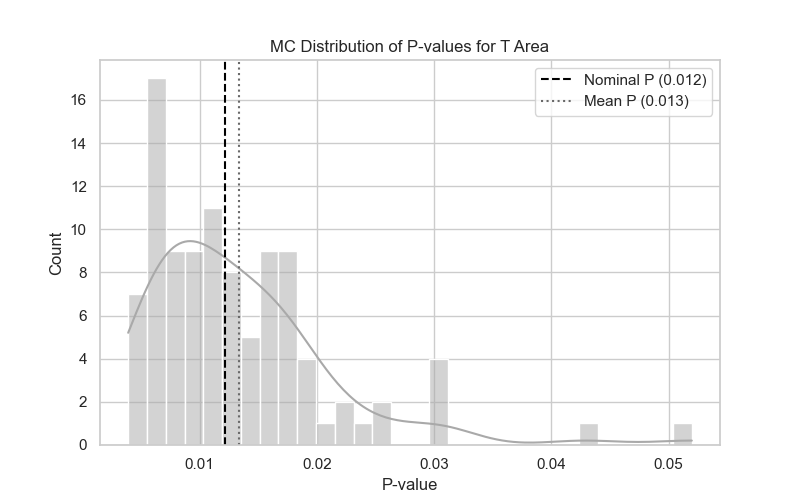 MC Distribution of P-values for T Area
Nominal P (0.012)
Mean P (0.013)
Count
16
14
12
10
8
6
4
2
0
0.01 0.02 0.03 0.04 0.05
P-value